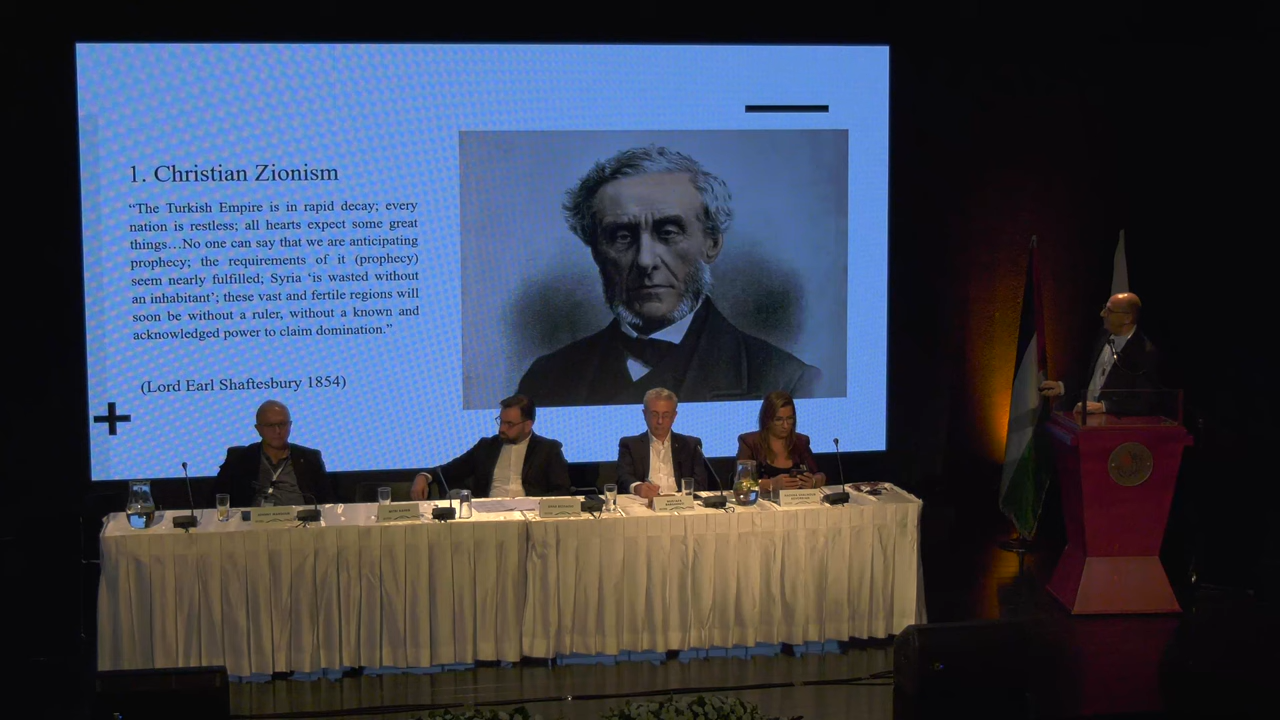 1. Christian Zionism
“The Turkish Empire is in rapid decay; every
nation is restless; all hearts expect some great
things…No one can say that we are anticipating
prophecy; the requirements of it (prophecy)
seem nearly fulfilled; Syria ‘is wasted without
an inhabitant’; these vast and fertile regions will
soon be without a ruler, without a known and
acknowledged power to claim domination.”
(Lord Earl Shaftesbury 1854)